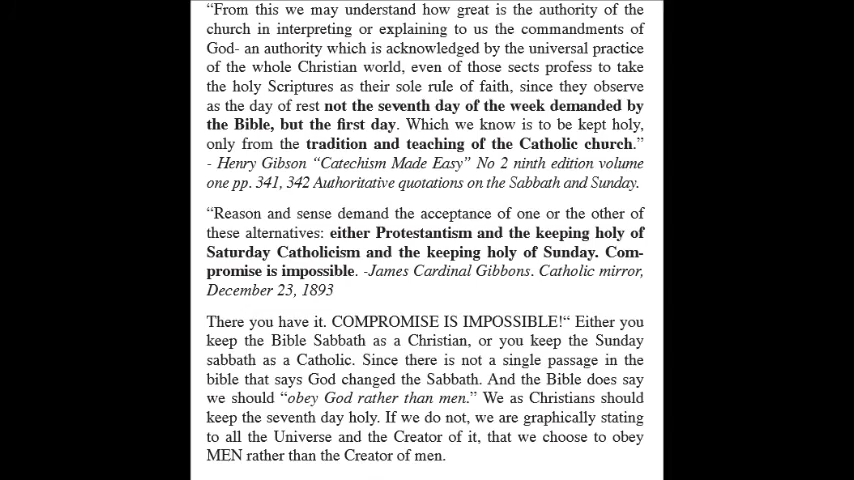 “From this we may understand how great is the authority of the
church in interpreting or explaining to us the commandments of
God- an authority which is acknowledged by the universal practice
of the whole Christian world, even of those sects profess to take
the holy Scriptures as their sole rule of faith, since they observe
as the day of rest not the seventh day of the week demanded by
the Bible, but the first day. Which we know is to be kept holy,
only from the tradition and teaching of the Catholic church.”
- Henry Gibson “Catechism Made Easy” No 2 ninth edition volume
one pp. 341, 342 Authoritative quotations on the Sabbath and Sunday.
“Reason and sense demand the acceptance of one or the other of
these alternatives: either Protestantism and the keeping holy of
Saturday Catholicism and the keeping holy of Sunday. Com-
promise is impossible. -James Cardinal Gibbons. Catholic mirror,
December 23, 1893
There you have it. COMPROMISE IS IMPOSSIBLE!“ Either you
keep the Bible Sabbath as a Christian, or you keep the Sunday
sabbath as a Catholic. Since there is not a single passage in the
bible that says God changed the Sabbath. And the Bible does say
we should “obey God rather than men.” We as Christians should
keep the seventh day holy. If we do not, we are graphically stating
to all the Universe and the Creator of it, that we choose to obey
MEN rather than the Creator of men.